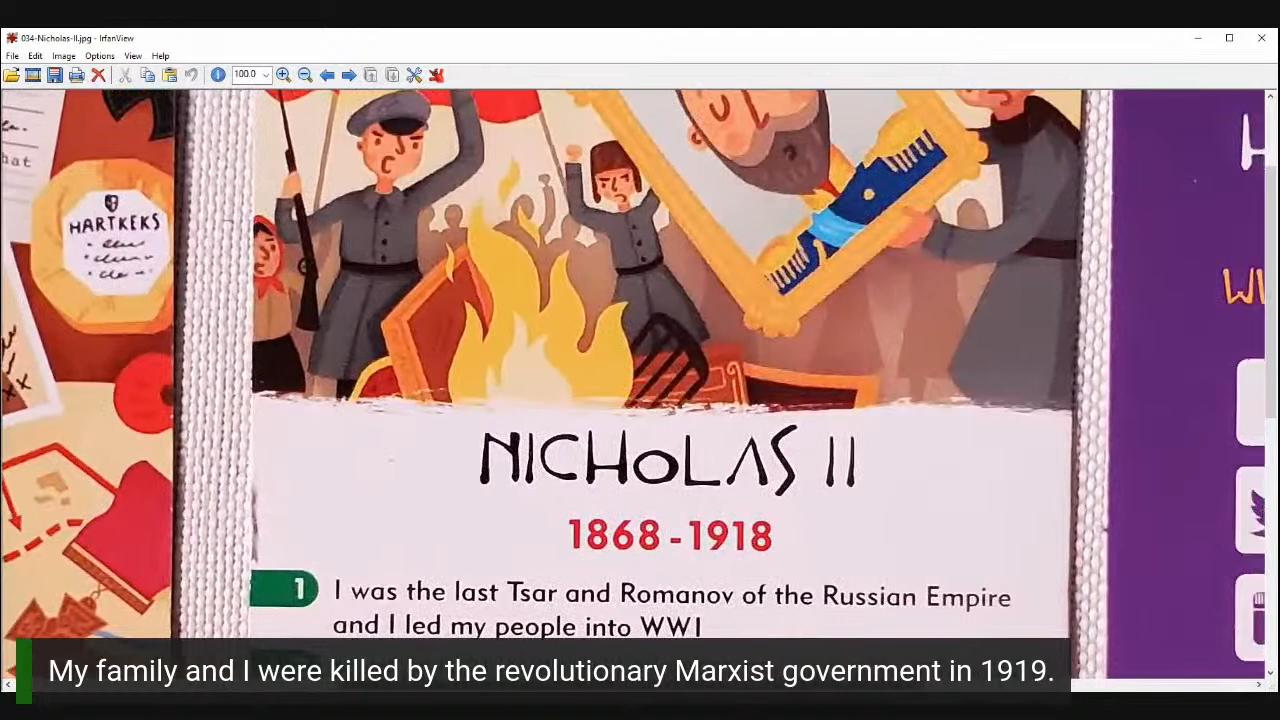 034-Nicholas-II.jpg - IrfanView
File Edit Image Options View Help
100.0
hat
HARTKEKS
NICHOLAS II
1868-1918
1 I was the last Tsar and Romanov of the Russian Empire
and I led my people into WWI
My family and I were killed by the revolutionary Marxist government in 1919.